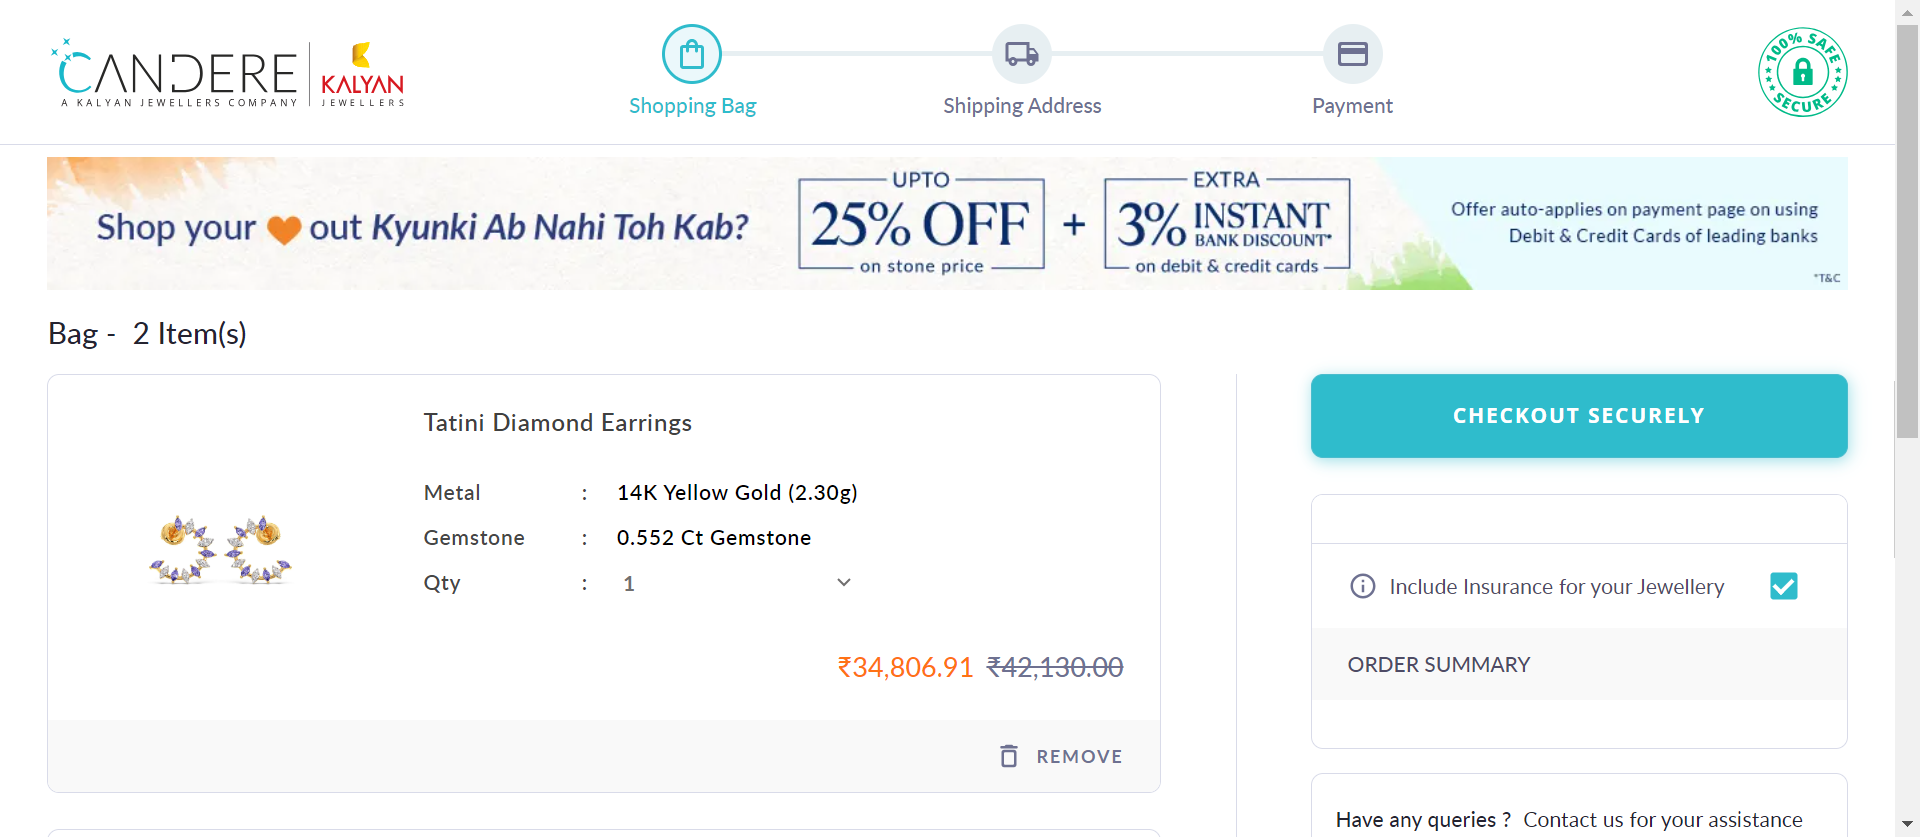 CANDERE
A KALYAN JEWELLERS COMPANY
KALYAN
JEWELLERS
Shopping Bag
Shipping Address
Payment
100% SAFE
SECURE
Shop your out Kyunki Ab Nahi Toh Kab?
UPTO
25% OFF
on stone price
+
EXTRA
3% INSTANT
BANK DISCOUNT*
on debit & credit cards
Offer auto-applies on payment page on using
Debit & Credit Cards of leading banks
*T&C
Bag - 2 Item(s)
Tatini Diamond Earrings
Metal : 14K Yellow Gold (2.30g)
Gemstone : 0.552 Ct Gemstone
Qty : 1
₹34,806.91 ₹42,130.00
REMOVE
CHECKOUT SECURELY
Include Insurance for your Jewellery
ORDER SUMMARY
Have any queries ? Contact us for your assistance